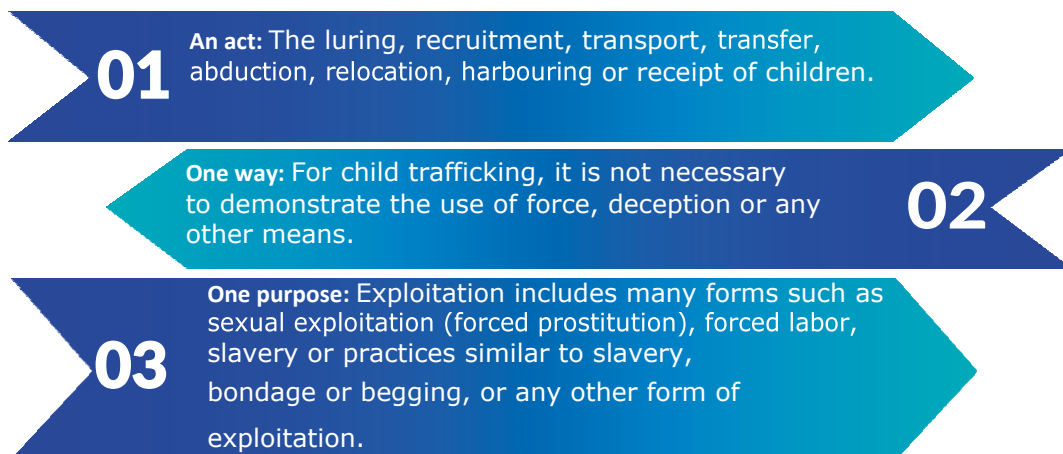 01
An act: The luring, recruitment, transport, transfer,
abduction, relocation, harbouring or receipt of children.
One way: For child trafficking, it is not necessary
to demonstrate the use of force, deception or any
other means.
02
One purpose: Exploitation includes many forms such as
sexual exploitation (forced prostitution), forced labor,
slavery or practices similar to slavery,
bondage or begging, or any other form of
exploitation.
03